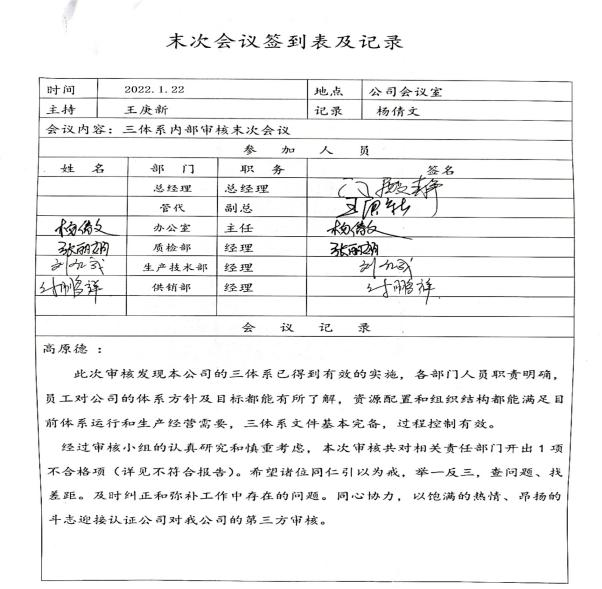 末次会议签到表及记录
时间 2022.1.22 地点 公司会议室
主持 王庚新 记录 杨倩文
会议内容：三体系内部审核末次会议
参加人员
姓名 部门 职务 签名
总经理 总经理
管代 副总 王庚新
杨倩文 办公室 主任 杨倩文
张丽娟 质检部 经理 张丽娟
生产技术部 经理
付鹏祥 供销部 经理 付鹏祥
会议记录
高原德：
此次审核发现本公司的三体系已得到有效的实施，各部门人员职责明确，
员工对公司的体系方针及目标都能有所了解，资源配置和组织结构都能满足目
前体系运行和生产经营需要，三体系文件基本完备，过程控制有效。
经过审核小组的认真研究和慎重考虑，本次审核共对相关责任部门开出1项
不合格项（详见不符合报告）。希望诸位同仁引以为戒，举一反三，查问题、找
差距。及时纠正和弥补工作中存在的问题。同心协力，以饱满的热情、昂扬的
斗志迎接认证公司对我公司的第三方审核。